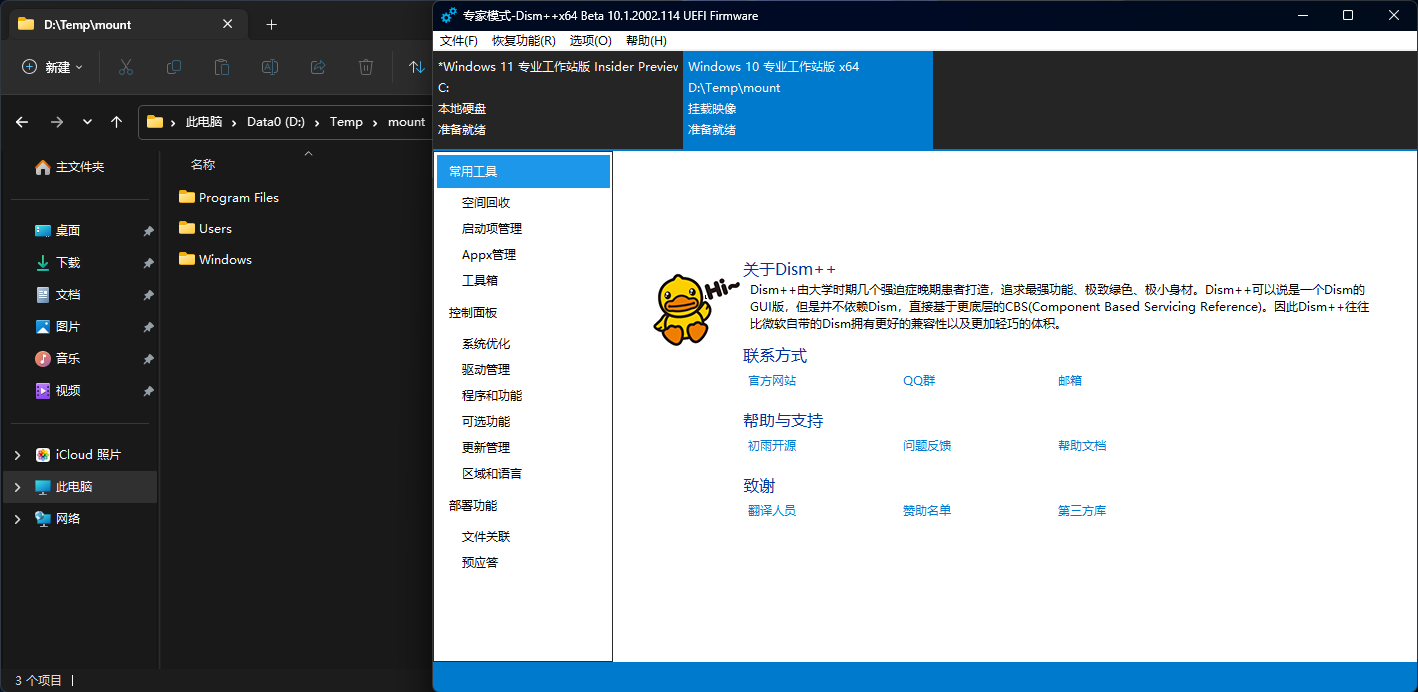 D:\Temp\mount
新建
此电脑
Data0 (D:)
Temp
mount
主文件夹
桌面
下载
文档
图片
音乐
视频
iCloud 照片
此电脑
网络
名称
Program Files
Users
Windows
3 个项目
专家模式-Dism++x64 Beta 10.1.2002.114 UEFI Firmware
文件(F) 恢复功能(R) 选项(O) 帮助(H)
*Windows 11 专业工作站版 Insider Preview
C:
本地硬盘
准备就绪
Windows 10 专业工作站版 x64
D:\Temp\mount
挂载映像
准备就绪
常用工具
空间回收
启动项管理
Appx管理
工具箱
控制面板
系统优化
驱动管理
程序和功能
可选功能
更新管理
区域和语言
部署功能
文件关联
预应答
Hi~
关于Dism++
Dism++由大学时期几个强迫症晚期患者打造，追求最强功能、极致绿色、极小身材。Dism++可以说是一个Dism的
GUI版，但是并不依赖Dism，直接基于更底层的CBS(Component Based Servicing Reference)。因此Dism++往往
比微软自带的Dism拥有更好的兼容性以及更加轻巧的体积。
联系方式
官方网站 QQ群 邮箱
帮助与支持
初雨开源 问题反馈 帮助文档
致谢
翻译人员 赞助名单 第三方库